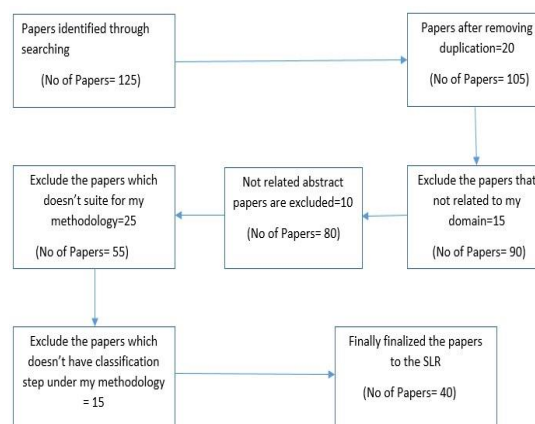 Papers identified through
searching
(No of Papers= 125)
Papers after removing
duplication=20
(No of Papers= 105)
Exclude the papers that
not related to my
domain=15
(No of Papers= 90)
Not related abstract
papers are excluded=10
(No of Papers= 80)
Exclude the papers which
doesn't suite for my
methodology=25
(No of Papers= 55)
Exclude the papers which
doesn't have classification
step under my methodology
= 15
Finally finalized the papers
to the SLR
(No of Papers= 40)